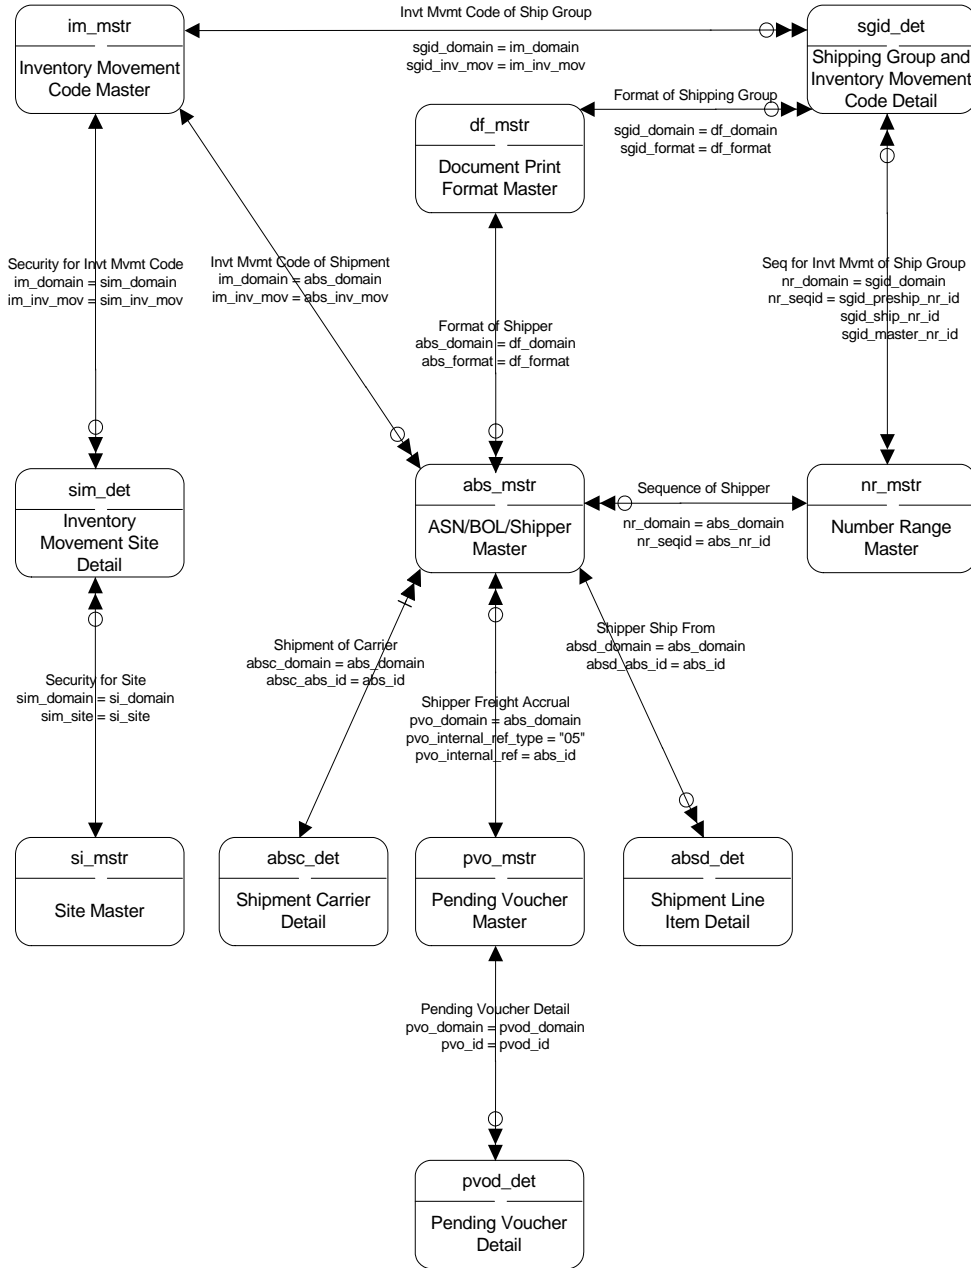 im_mstr
Inventory Movement
Code Master
Invt Mvmt Code of Ship Group
sgid_domain = im_domain
sgid_inv_mov = im_inv_mov
sgid_det
Shipping Group and
Inventory Movement
Code Detail
Format of Shipping Group
sgid_domain = df_domain
sgid_format = df_format
df_mstr
Document Print
Format Master
Security for Invt Mvmt Code
im_domain = sim_domain
im_inv_mov = sim_inv_mov
Invt Mvmt Code of Shipment
im_domain = abs_domain
im_inv_mov = abs_inv_mov
Format of Shipper
abs_domain = df_domain
abs_format = df_format
Seq for Invt Mvmt of Ship Group
nr_domain = sgid_domain
nr_seqid = sgid_preship_nr_id
sgid_ship_nr_id
sgid_master_nr_id
sim_det
Inventory
Movement Site
Detail
abs_mstr
ASN/BOL/Shipper
Master
Sequence of Shipper
nr_domain = abs_domain
nr_seqid = abs_nr_id
nr_mstr
Number Range
Master
Security for Site
sim_domain = si_domain
sim_site = si_site
Shipment of Carrier
absc_domain = abs_domain
absc_abs_id = abs_id
Shipper Freight Accrual
pvo_domain = abs_domain
pvo_internal_ref_type = "05"
pvo_internal_ref = abs_id
Shipper Ship From
absd_domain = abs_domain
absd_abs_id = abs_id
si_mstr
Site Master
absc_det
Shipment Carrier
Detail
pvo_mstr
Pending Voucher
Master
absd_det
Shipment Line
Item Detail
Pending Voucher Detail
pvo_domain = pvod_domain
pvo_id = pvod_id
pvod_det
Pending Voucher
Detail